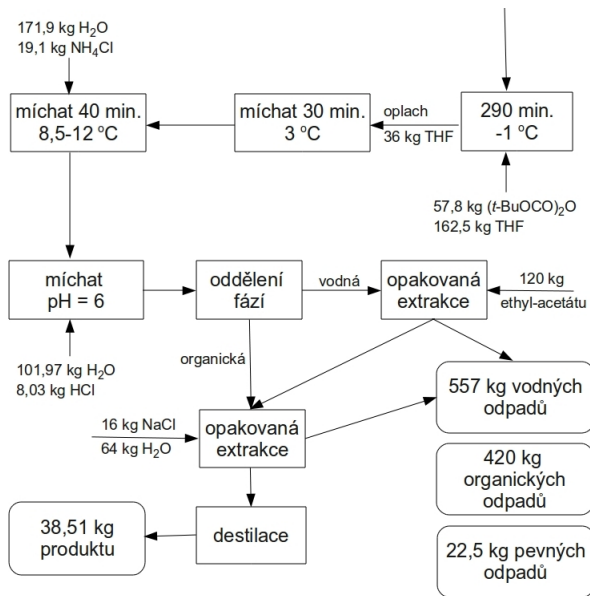 171,9 kg H₂O
19,1 kg NH₄Cl
míchat 40 min.
8,5-12 °C
míchat 30 min.
3 °C
oplach
36 kg THF
290 min.
-1 °C
57,8 kg (t-BuOCO)₂O
162,5 kg THF
míchat
pH = 6
oddělení
fází
vodná
opakovaná
extrakce
120 kg
ethyl-acetátu
101,97 kg H₂O
8,03 kg HCl
organická
557 kg vodných
odpadů
16 kg NaCl
64 kg H₂O
opakovaná
extrakce
420 kg
organických
odpadů
38,51 kg
produktu
destilace
22,5 kg pevných
odpadů